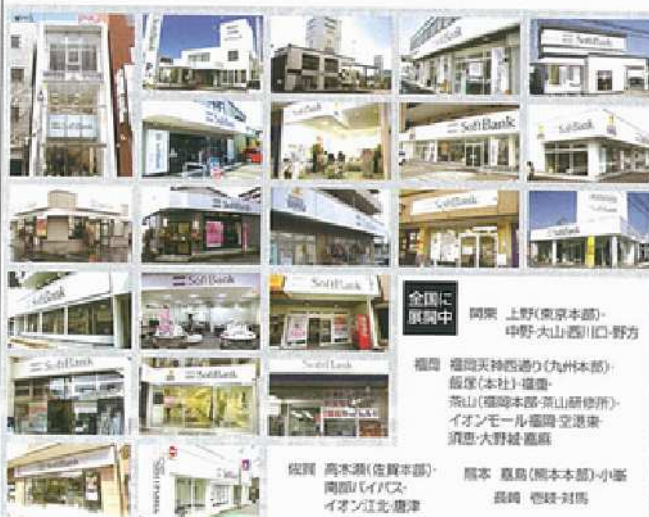 SoftBank
SoftBank
SoftBank
SoftBank
SoftBank
SoftBank
SoftBank
SoftBank
SoftBank
SoftBank
SoftBank
SoftBank
SoftBank
全国に
展開中
関東 上野(東京本部)・
中野・大山・西川口・野方
福岡 福岡天神四通り(九州本部)・
飯塚(本社)・福重・
茶山(福岡本部・茶山研修所)・
イオンモール福岡・空港東・
須恵・大野城・嘉麻
佐賀 高木瀬(佐賀本部)・
南部バイパス・
イオン江北・唐津
熊本 嘉島(熊本本部)・小峯
長崎 壱岐・対馬